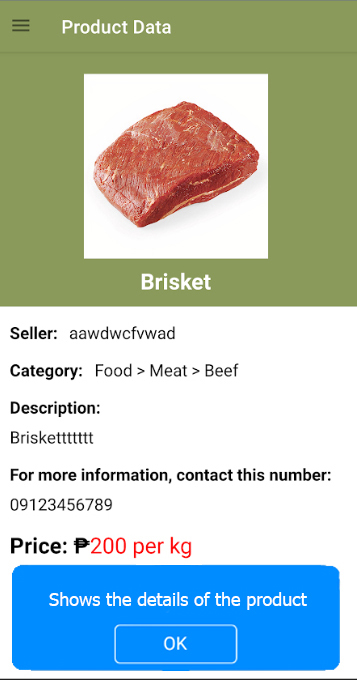 Product Data
Brisket
Seller: aawdwcfvwad
Category: Food > Meat > Beef
Description:
Brisketttttt
For more information, contact this number:
09123456789
Price: ₱200 per kg
Shows the details of the product
OK